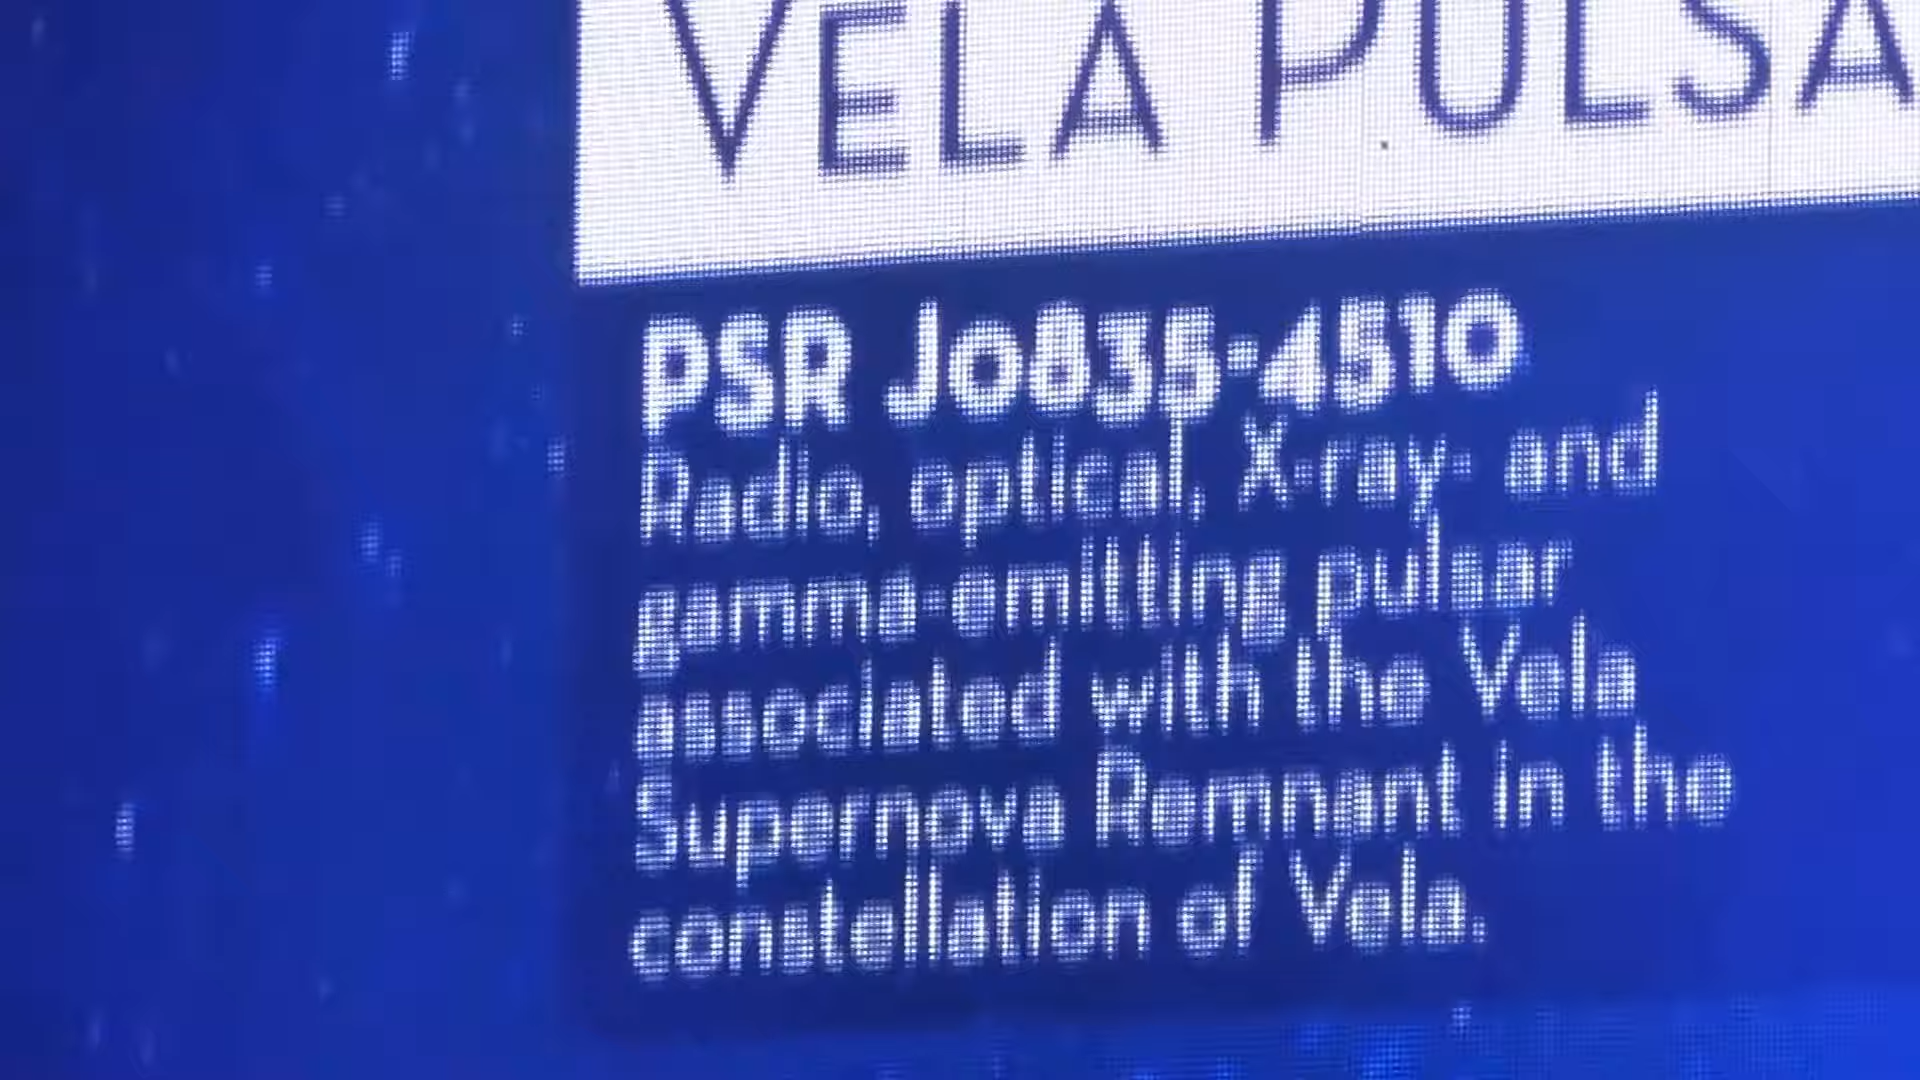 VELA PULSA
PSR J0835-4510
Radio, optical, X-ray- and
gamma-emitting pulsar
associated with the Vela
Supernova Remnant in the
constellation of Vela.